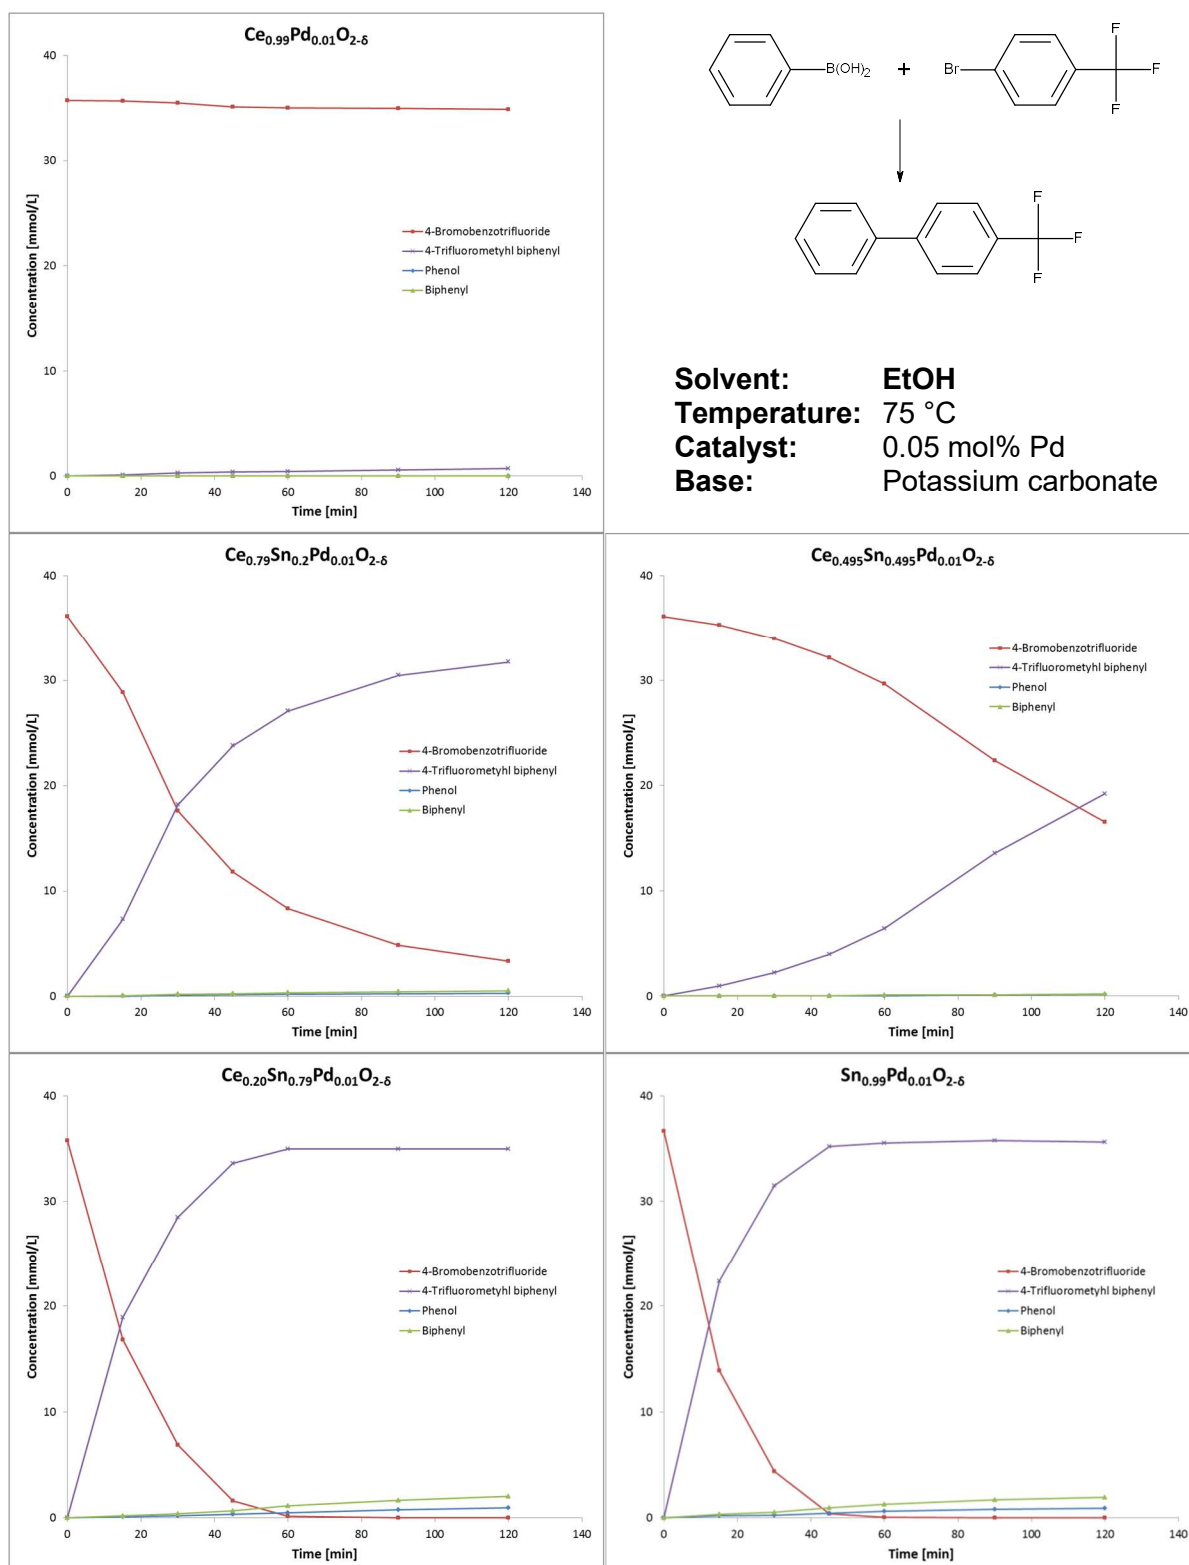 Ce0.99Pd0.01O2-δ
40
30
20
10
0
Concentration [mmol/L]
4-Bromobenzotrifluoride
4-Trifluorometyhl biphenyl
Phenol
Biphenyl
0 20 40 60 80 100 120 140
Time [min]
B(OH)2 + Br F F F
F F F
Solvent: EtOH
Temperature: 75 °C
Catalyst: 0.05 mol% Pd
Base: Potassium carbonate
Ce0.79Sn0.2Pd0.01O2-δ
40
30
20
10
0
Concentration [mmol/L]
4-Bromobenzotrifluoride
4-Trifluorometyhl biphenyl
Phenol
Biphenyl
0 20 40 60 80 100 120 140
Time [min]
Ce0.495Sn0.495Pd0.01O2-δ
40
30
20
10
0
Concentration [mmol/L]
4-Bromobenzotrifluoride
4-Trifluorometyhl biphenyl
Phenol
Biphenyl
0 20 40 60 80 100 120 140
Time [min]
Ce0.20Sn0.79Pd0.01O2-δ
40
30
20
10
0
Concentration [mmol/L]
4-Bromobenzotrifluoride
4-Trifluorometyhl biphenyl
Phenol
Biphenyl
0 20 40 60 80 100 120 140
Time [min]
Sn0.99Pd0.01O2-δ
40
30
20
10
0
Concentration [mmol/L]
4-Bromobenzotrifluoride
4-Trifluorometyhl biphenyl
Phenol
Biphenyl
0 20 40 60 80 100 120 140
Time [min]